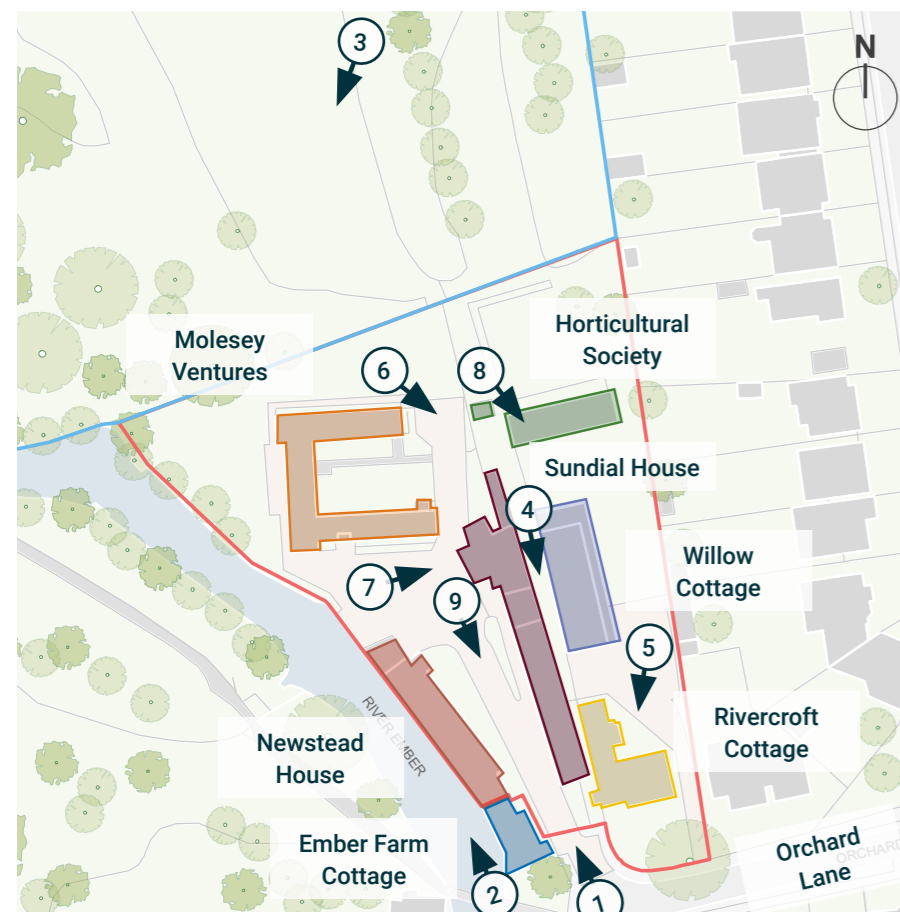 3
N
Molesey
Ventures
Horticultural
Society
6
8
Sundial House
4
Willow
Cottage
7
9
5
RIVER EMBER
Newstead
House
Rivercroft
Cottage
Ember Farm
Cottage
Orchard
Lane
ORCHARD
2
1